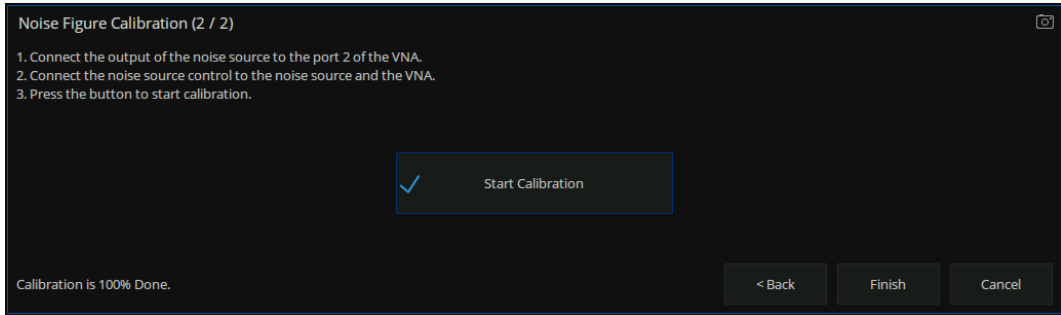 Noise Figure Calibration (2 / 2)
1. Connect the output of the noise source to the port 2 of the VNA.
2. Connect the noise source control to the noise source and the VNA.
3. Press the button to start calibration.
Start Calibration
Calibration is 100% Done.
< Back
Finish
Cancel